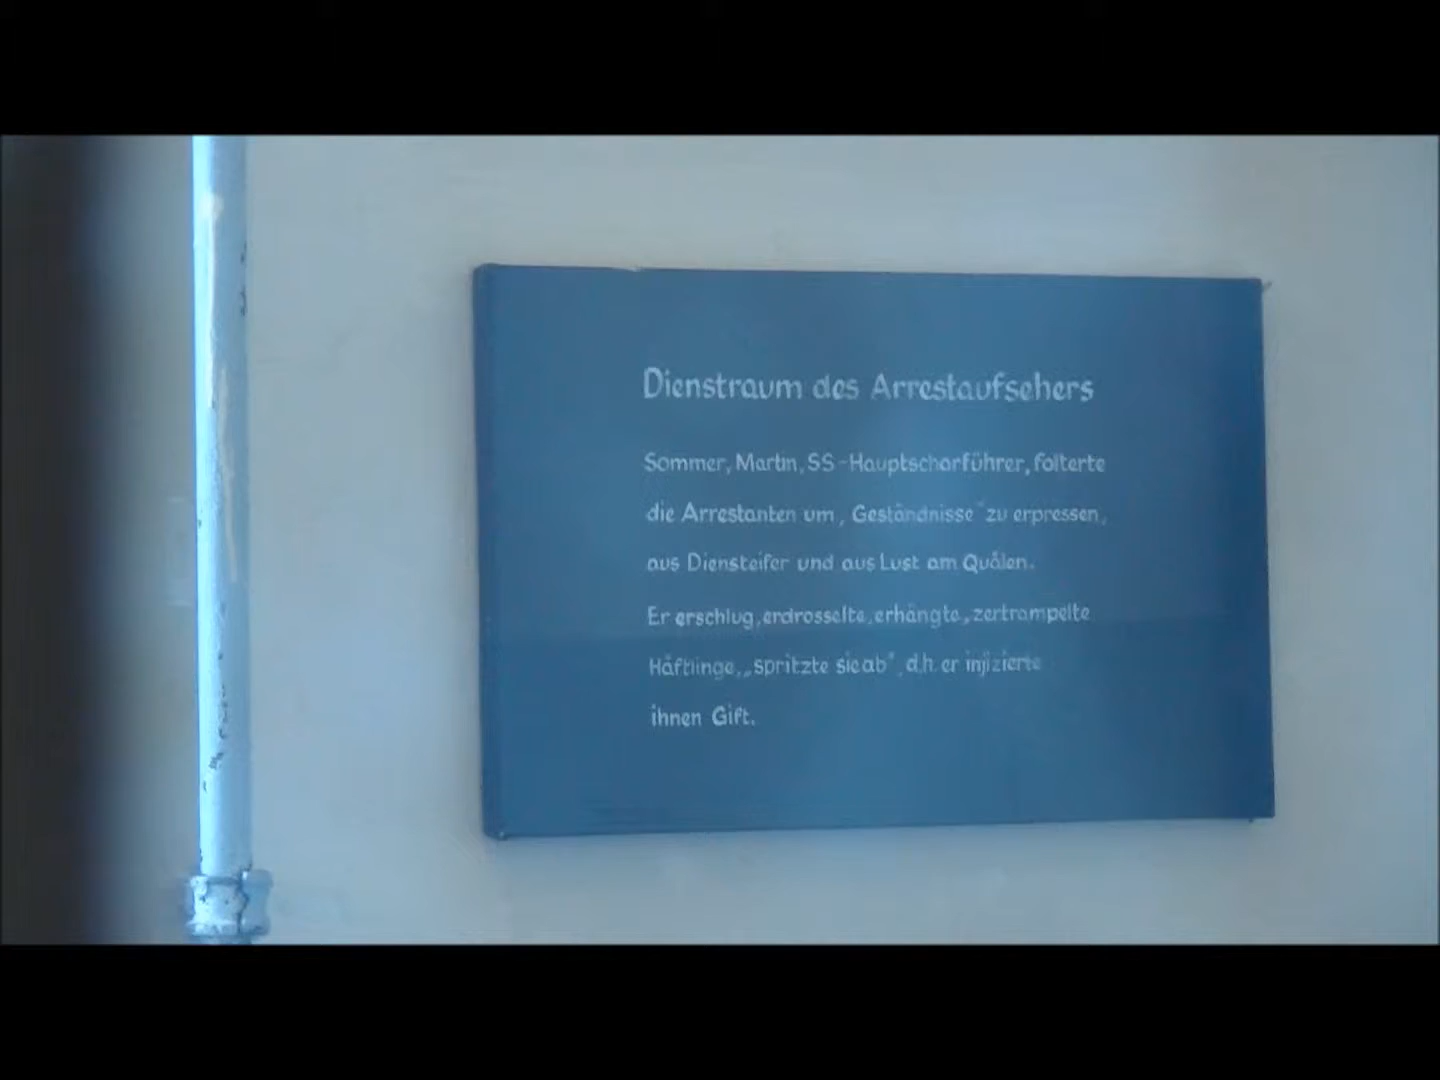 Dienstraum des Arrestaufsehers
Sommer, Martin, SS-Hauptscharführer, folterte
die Arrestanten um „Geständnisse" zu erpressen,
aus Diensteifer und aus Lust am Quälen.
Er erschlug, erdrosselte, erhängte, zertrampelte
Häftlinge, „spritzte sie ab", d.h. er injizierte
ihnen Gift.